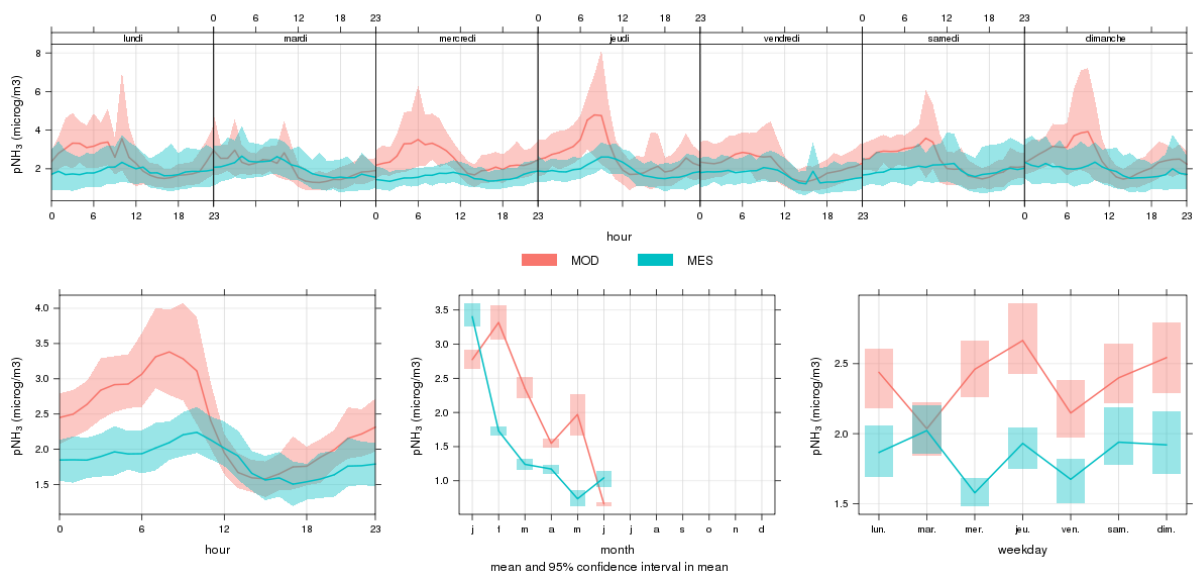 0 6 12 18 23 0 6 12 18 23 0 6 12 18 23
lundi mardi mercredi jeudi vendredi samedi dimanche
8
6
4
2
pNH3 (microg/m3)
0 6 12 18 23 0 6 12 18 23 0 6 12 18 23 0 6 12 18 23
hour
MOD MES
4.0
3.5
3.0
2.5
2.0
1.5
pNH3 (microg/m3)
0 6 12 18 23
hour
3.5
3.0
2.5
2.0
1.5
1.0
pNH3 (microg/m3)
j f m a m j j a s o n d
month
2.5
2.0
1.5
pNH3 (microg/m3)
lun. mar. mer. jeu. ven. sam. dim.
weekday
mean and 95% confidence interval in mean